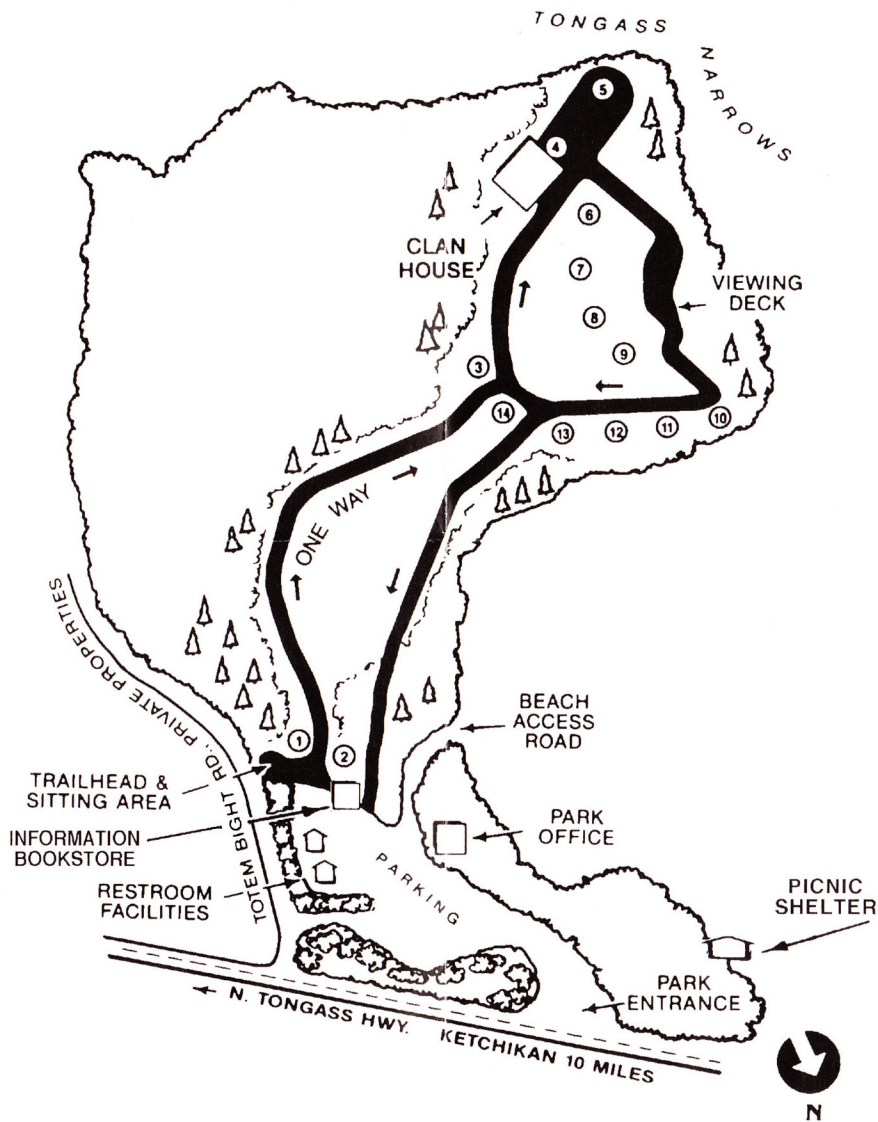 TONGASS
NARROWS
5
4
6
CLAN
HOUSE
7
VIEWING
DECK
8
9
3
14
13
12
11
10
ONE WAY
TOTEM BIGHT RD., PRIVATE PROPERTIES
1
2
BEACH
ACCESS
ROAD
TRAILHEAD &
SITTING AREA
INFORMATION
BOOKSTORE
PARK
OFFICE
PARKING
RESTROOM
FACILITIES
PICNIC
SHELTER
PARK
ENTRANCE
N. TONGASS HWY. KETCHIKAN 10 MILES
N